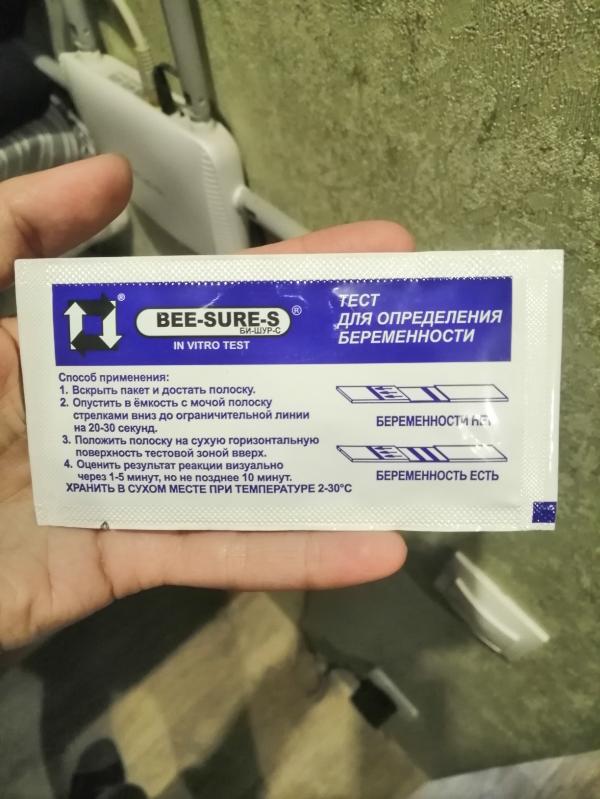 BEE-SURE-S®
БИ-ШУР-С
IN VITRO TEST
ТЕСТ
ДЛЯ ОПРЕДЕЛЕНИЯ
БЕРЕМЕННОСТИ
Способ применения:
1. Вскрыть пакет и достать полоску.
2. Опустить в ёмкость с мочой полоску
стрелками вниз до ограничительной линии
на 20-30 секунд.
3. Положить полоску на сухую горизонтальную
поверхность тестовой зоной вверх.
4. Оценить результат реакции визуально
через 1-5 минут, но не позднее 10 минут.
ХРАНИТЬ В СУХОМ МЕСТЕ ПРИ ТЕМПЕРАТУРЕ 2-30°С
БЕРЕМЕННОСТИ НЕТ
БЕРЕМЕННОСТЬ ЕСТЬ